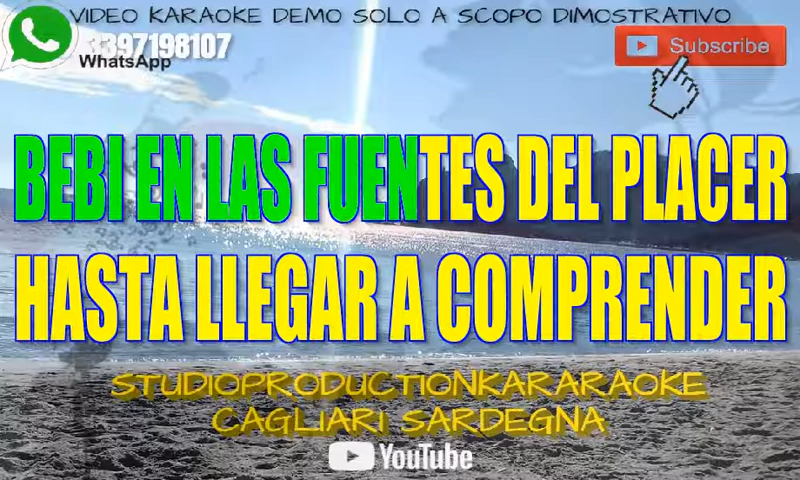 VIDEO KARAOKE DEMO SOLO A SCOPO DIMOSTRATIVO
3397198107
WhatsApp
Subscribe
BEBI EN LAS FUENTES DEL PLACER
HASTA LLEGAR A COMPRENDER
STUDIOPRODUCTIONKARARAOKE
CAGLIARI SARDEGNA
YouTube